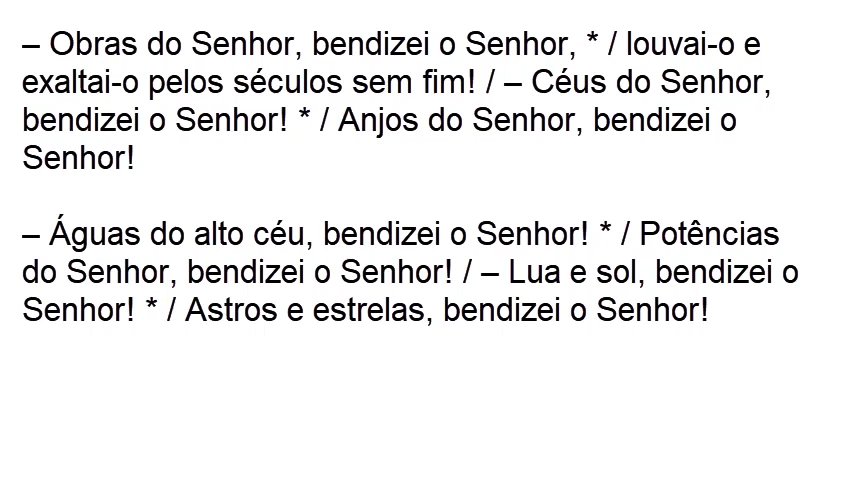 – Obras do Senhor, bendizei o Senhor, * / louvai-o e
exaltai-o pelos séculos sem fim! / – Céus do Senhor,
bendizei o Senhor! * / Anjos do Senhor, bendizei o
Senhor!
– Águas do alto céu, bendizei o Senhor! * / Potências
do Senhor, bendizei o Senhor! / – Lua e sol, bendizei o
Senhor! * / Astros e estrelas, bendizei o Senhor!